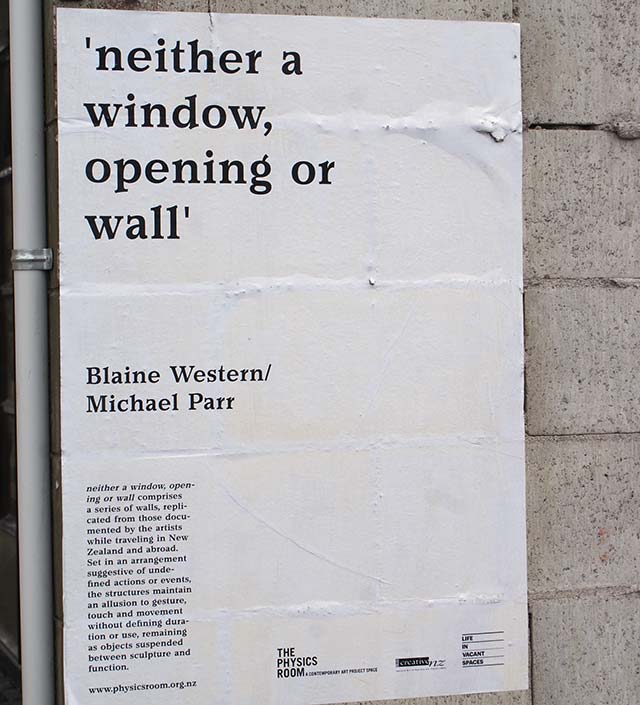 'neither a
window,
opening or
wall'
Blaine Western/
Michael Parr
neither a window, open-
ing or wall comprises
a series of walls, repli-
cated from those docu-
mented by the artists
while traveling in New
Zealand and abroad.
Set in an arrangement
suggestive of unde-
fined actions or events,
the structures maintain
an allusion to gesture,
touch and movement
without defining dura-
tion or use, remaining
as objects suspended
between sculpture and
function.
www.physicsroom.org.nz
THE
PHYSICS
ROOM A CONTEMPORARY ART PROJECT SPACE
creative nz
LIFE
IN
VACANT
SPACES